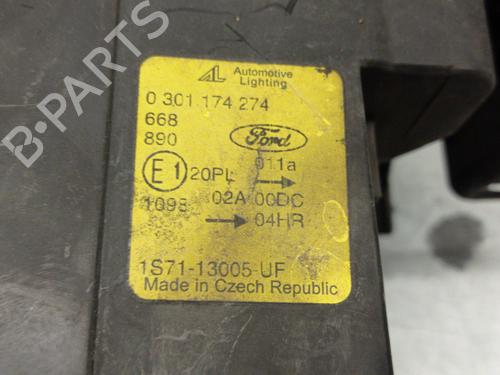 AL Automotive
Lighting
0 301 174 274
668
890
Ford
E1 20PL 011a
1098 02A 00DC
04HR
1S71-13005-UF
Made in Czech Republic
B-PARTS